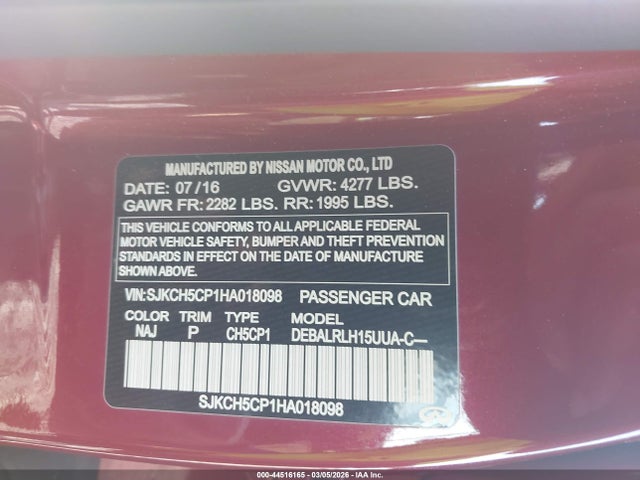 MANUFACTURED BY NISSAN MOTOR CO., LTD
DATE: 07/16 GVWR: 4277 LBS.
GAWR FR: 2282 LBS. RR: 1995 LBS.
THIS VEHICLE CONFORMS TO ALL APPLICABLE FEDERAL
MOTOR VEHICLE SAFETY, BUMPER AND THEFT PREVENTION
STANDARDS IN EFFECT ON THE DATE OF MANUFACTURE
SHOWN ABOVE.
VIN:SJKCH5CP1HA018098 PASSENGER CAR
COLOR TRIM TYPE MODEL
NAJ P CH5CP1 DEBALRLH15UUA-C—
SJKCH5CP1HA018098
000-44516165 - 03/05/2026 - © IAA Inc.